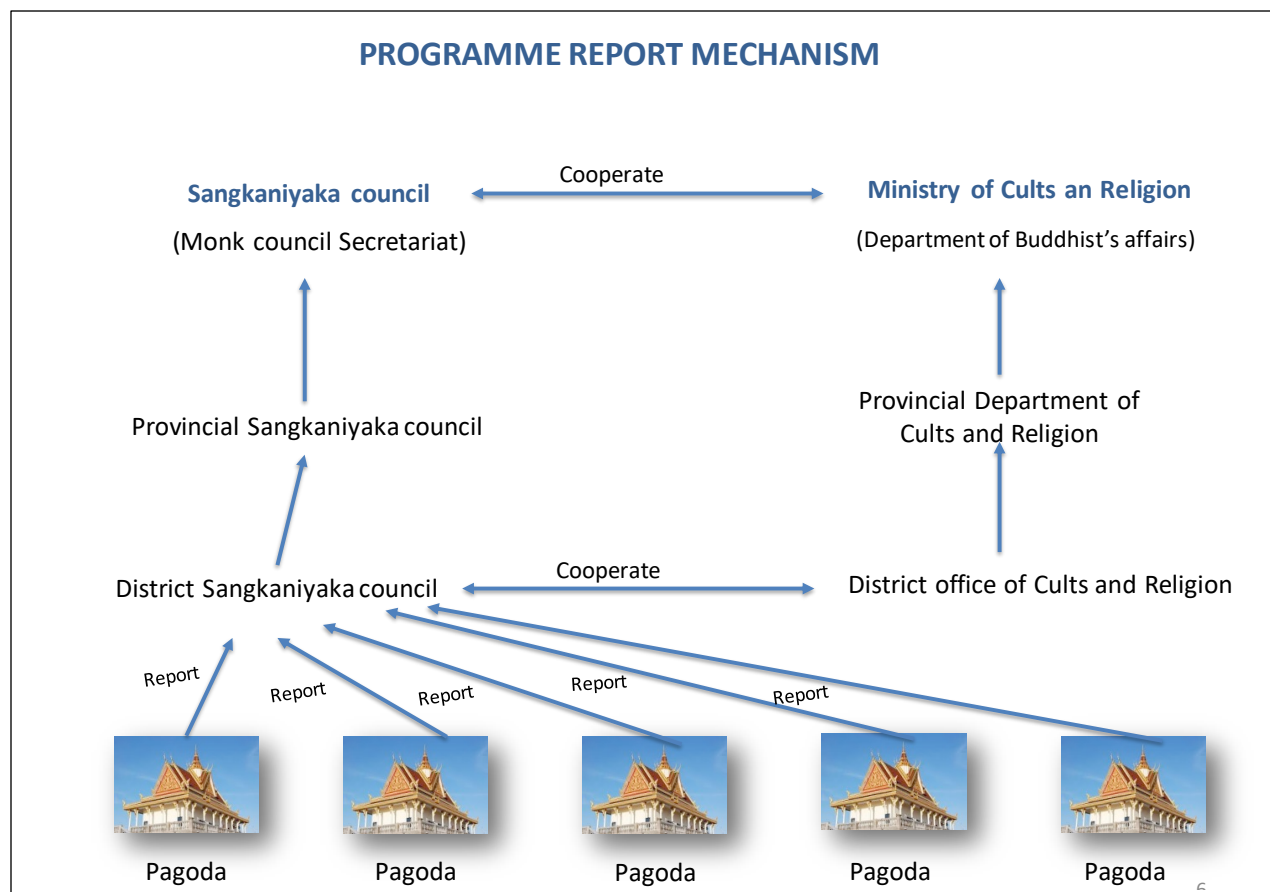 PROGRAMME REPORT MECHANISM
Cooperate
Sangkaniyaka council
Ministry of Cults an Religion
(Monk council Secretariat)
(Department of Buddhist's affairs)
Provincial Sangkaniyaka council
Provincial Department of
Cults and Religion
Cooperate
District Sangkaniyaka council
District office of Cults and Religion
Report
Report
Report
Report
Report
Pagoda
Pagoda
Pagoda
Pagoda
Pagoda
6